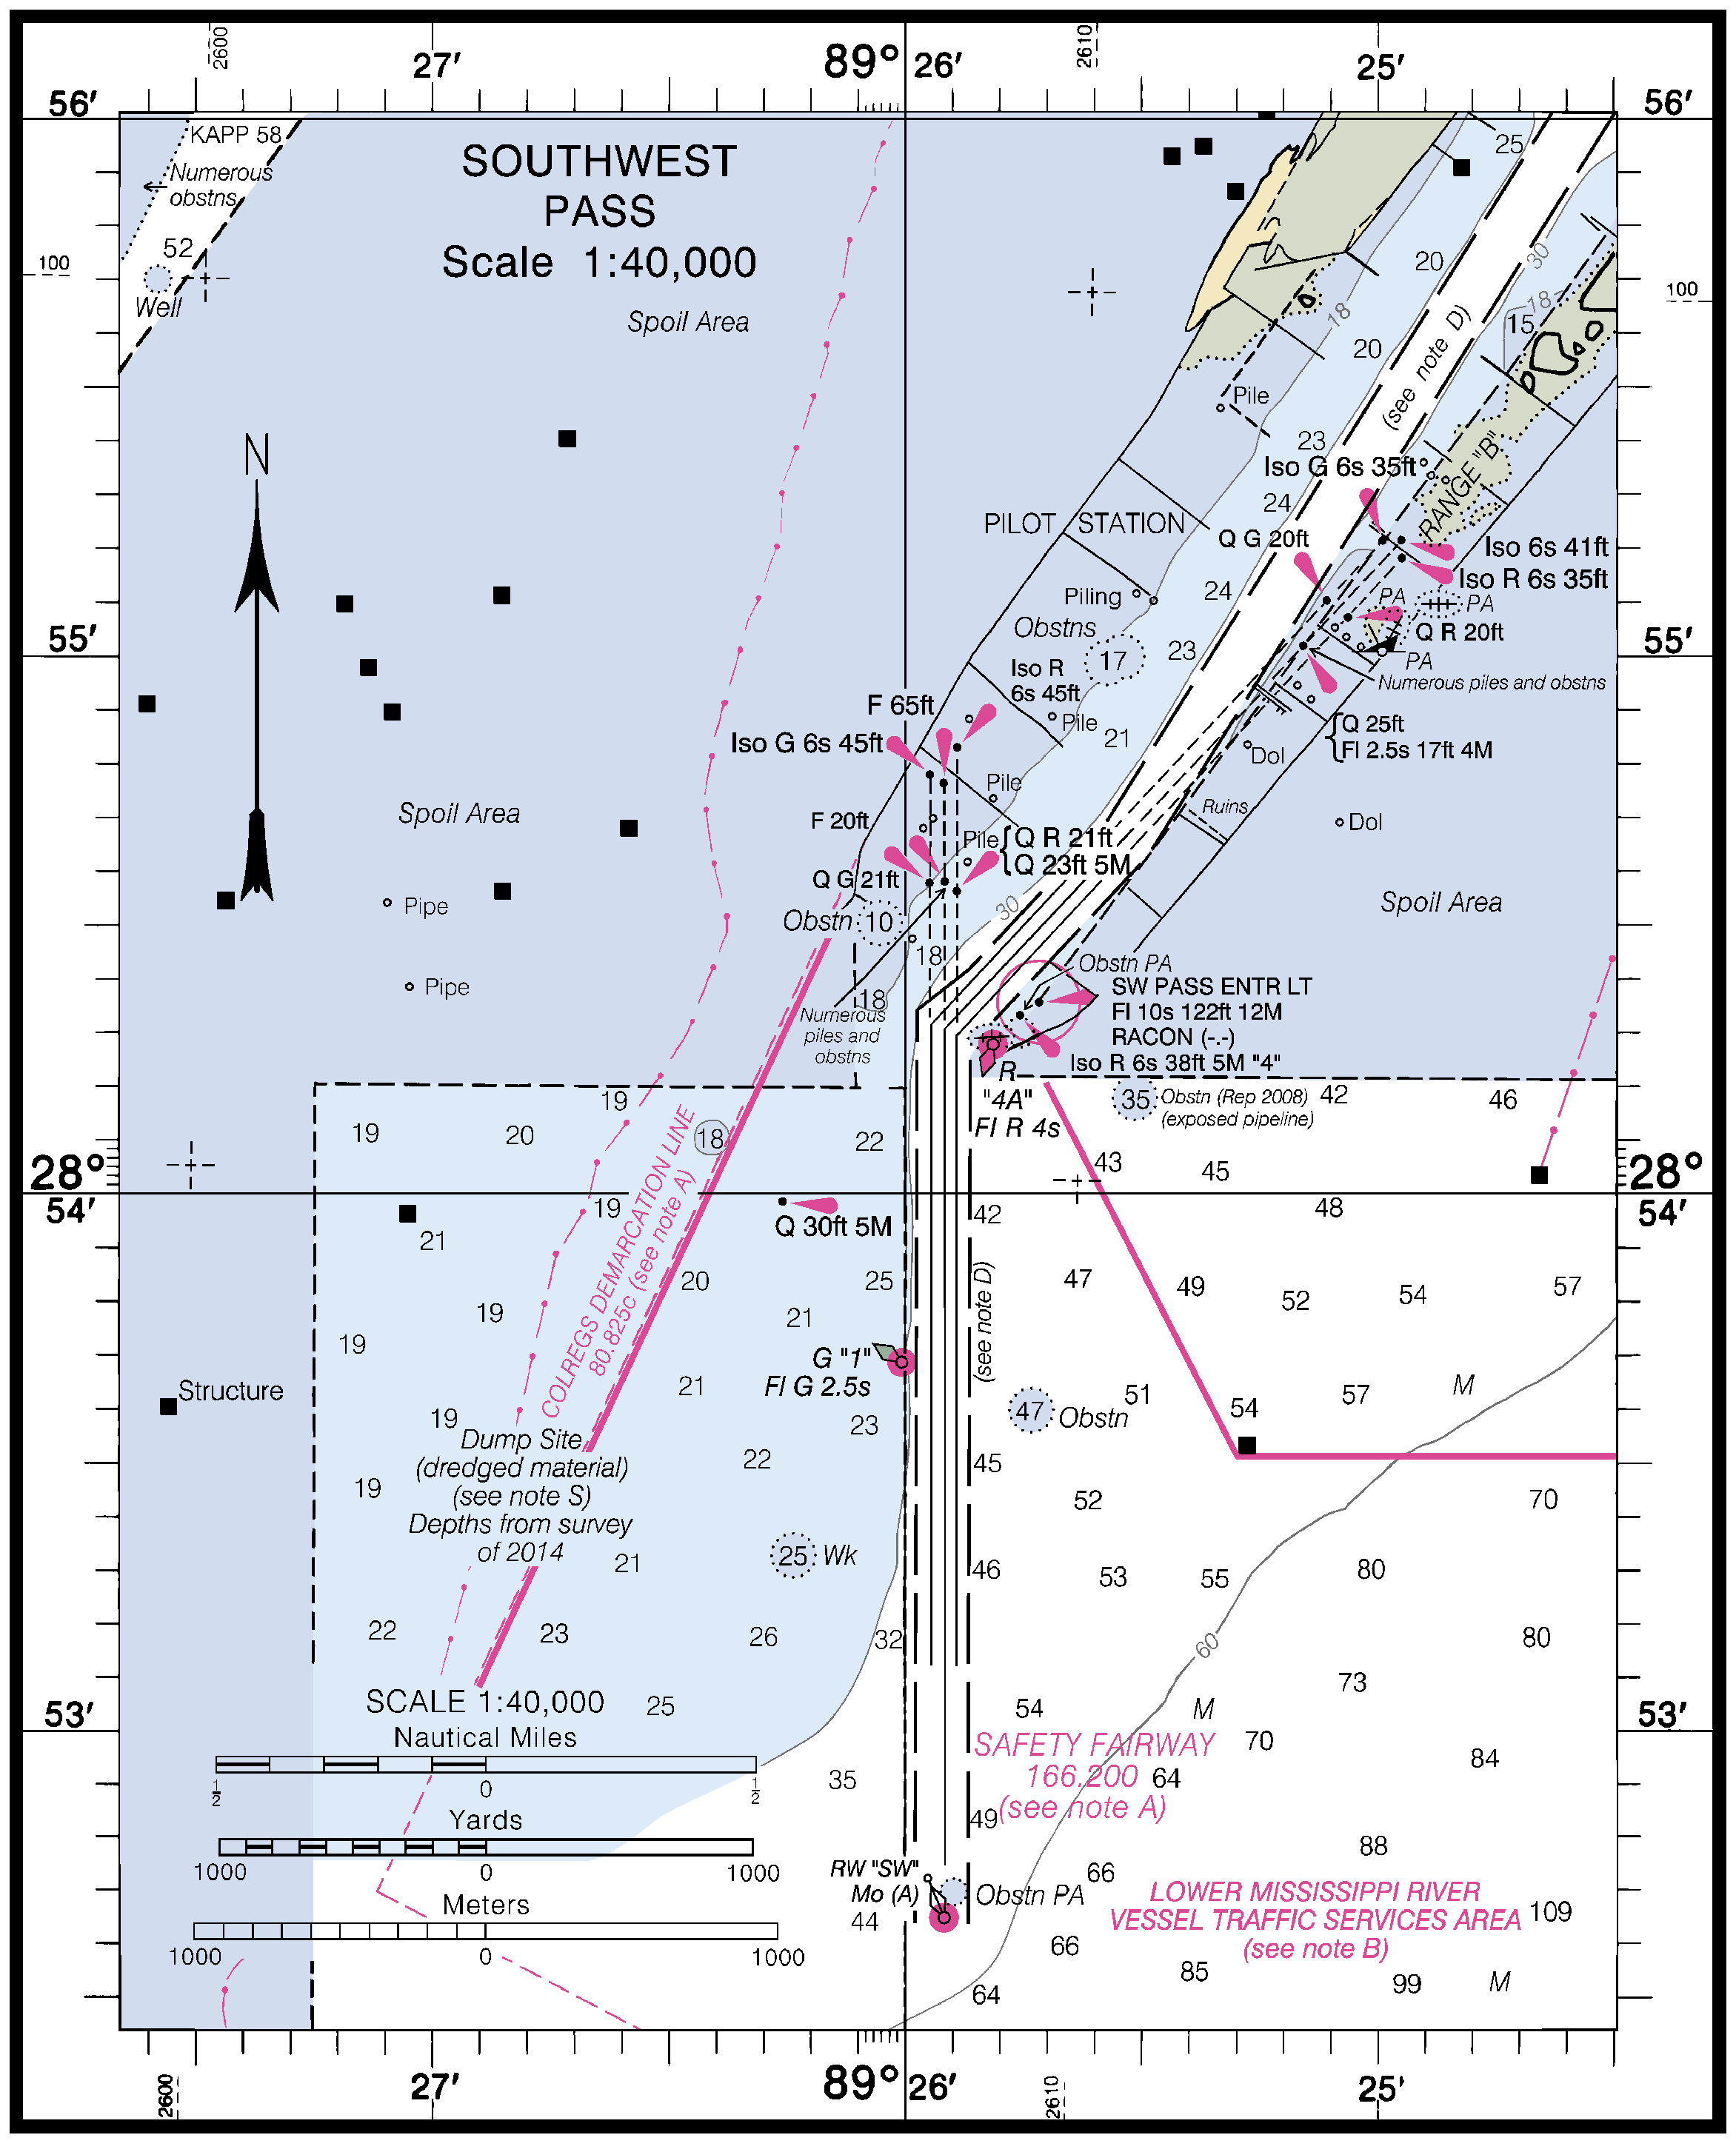 2600
2610
27′
89°
26′
25′
56′
56′
KAPP 58
Numerous
obstns
SOUTHWEST
PASS
Scale 1:40,000
25
52
Well
100
100
20
30
18
18
15
Spoil Area
20
(see note D)
Pile
N
23
Iso G 6s 35ft
RANGE "B"
24
PILOT STATION
Q G 20ft
Iso 6s 41ft
Iso R 6s 35ft
24
Piling
PA
PA
Obstns
Q R 20ft
55′
55′
17
23
PA
Iso R
6s 45ft
Numerous piles and obstns
F 65ft
Pile
Q 25ft
Iso G 6s 45ft
21
Fl 2.5s 17ft 4M
Dol
Pile
Spoil Area
Ruins
F 20ft
Dol
Pile
Q R 21ft
Q 23ft 5M
Q G 21ft
Pipe
30
Spoil Area
Obstn
10
18
Obstn PA
Pipe
18
SW PASS ENTR LT
Fl 10s 122ft 12M
RACON (-.-)
Numerous
piles and
obstns
Iso R 6s 38ft 5M "4"
R
"4A"
Fl R 4s
19
35
Obstn (Rep 2008)
(exposed pipeline)
42
46
19
20
18
22
43
45
28°
28°
54′
54′
19
42
48
21
Q 30ft 5M
COLREGS DEMARCATION LINE
80.825c (see note A)
20
25
47
49
52
54
57
19
21
(see note D)
19
G "1"
Fl G 2.5s
Structure
21
51
57
M
19
23
47
Obstn
54
Dump Site
(dredged material)
(see note S)
Depths from survey
of 2014
22
45
19
52
70
21
25
Wk
46
53
55
80
22
23
26
32
60
80
73
SCALE 1:40,000
25
54
M
53′
53′
Nautical Miles
SAFETY FAIRWAY
166.200
(see note A)
70
84
64
½
0
½
35
Yards
49
88
1000
0
1000
RW "SW"
Mo (A)
66
Obstn PA
LOWER MISSISSIPPI RIVER
VESSEL TRAFFIC SERVICES AREA
(see note B)
109
Meters
44
1000
0
1000
66
85
99
M
64
2600
27′
89°
26′
2610
25′